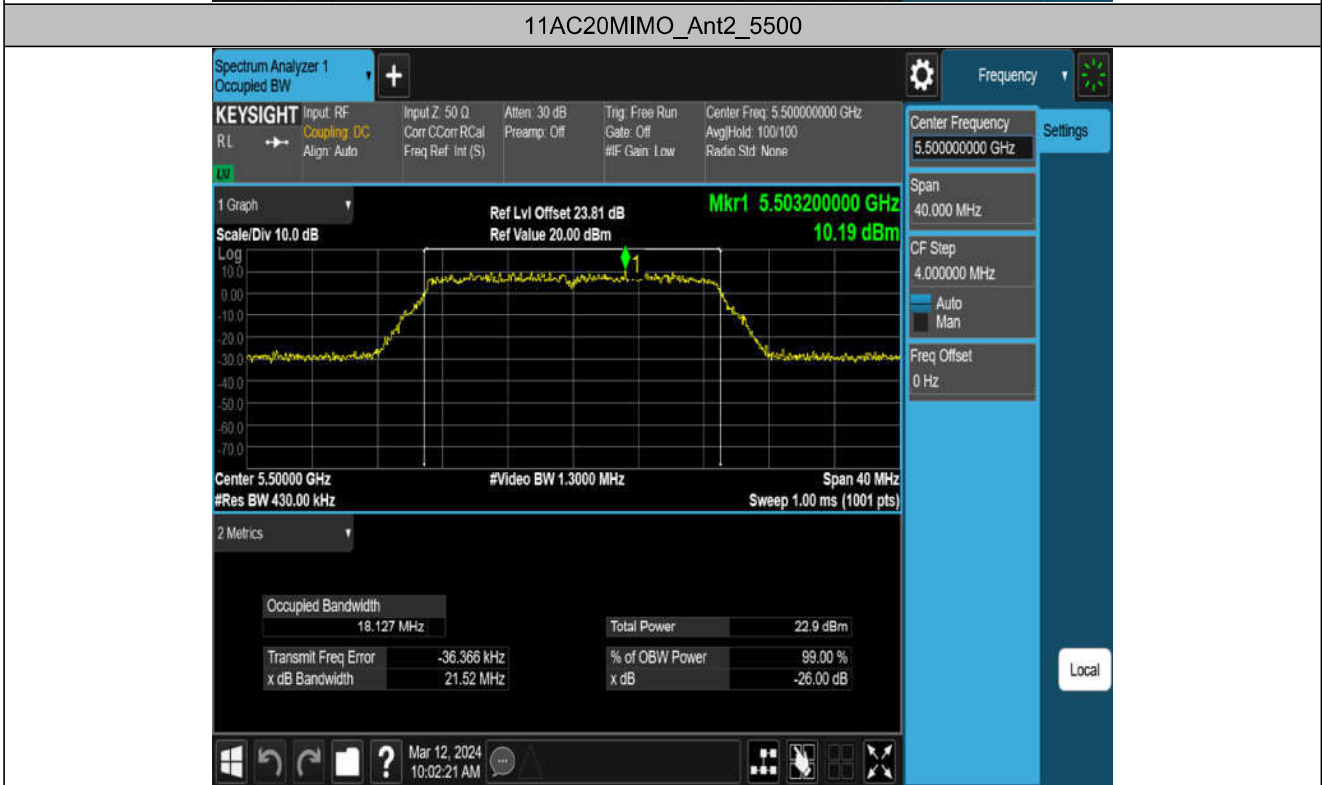 11AC20MIMO_Ant2_5500
Spectrum Analyzer 1
Occupied BW
+
Frequency
KEYSIGHT
R L
LXI
Input: RF
Coupling: DC
Align: Auto
Input Z: 50 Ω
Corr CCorr RCal
Freq Ref: Int (S)
Atten: 30 dB
Preamp: Off
Trig: Free Run
Gate: Off
#IF Gain: Low
Center Freq: 5.500000000 GHz
Avg|Hold: 100/100
Radio Std: None
Center Frequency
5.500000000 GHz
Settings
Span
40.000 MHz
CF Step
4.000000 MHz
Auto
Man
Freq Offset
0 Hz
Local
1 Graph
Scale/Div 10.0 dB
Ref Lvl Offset 23.81 dB
Ref Value 20.00 dBm
Mkr1 5.503200000 GHz
10.19 dBm
Log
10.0
0.00
-10.0
-20.0
-30.0
-40.0
-50.0
-60.0
-70.0
1
Center 5.50000 GHz
#Res BW 430.00 kHz
#Video BW 1.3000 MHz
Span 40 MHz
Sweep 1.00 ms (1001 pts)
2 Metrics
Occupied Bandwidth
18.127 MHz
Total Power 22.9 dBm
Transmit Freq Error -36.366 kHz
% of OBW Power 99.00 %
x dB Bandwidth 21.52 MHz
x dB -26.00 dB
?
Mar 12, 2024
10:02:21 AM